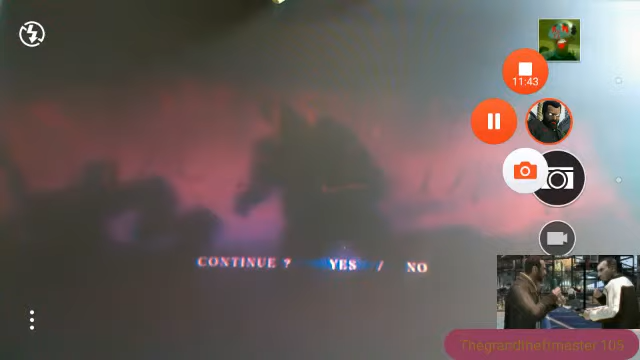 11:43
CONTINUE ? YES / NO
Thegrandtheftmaster 105